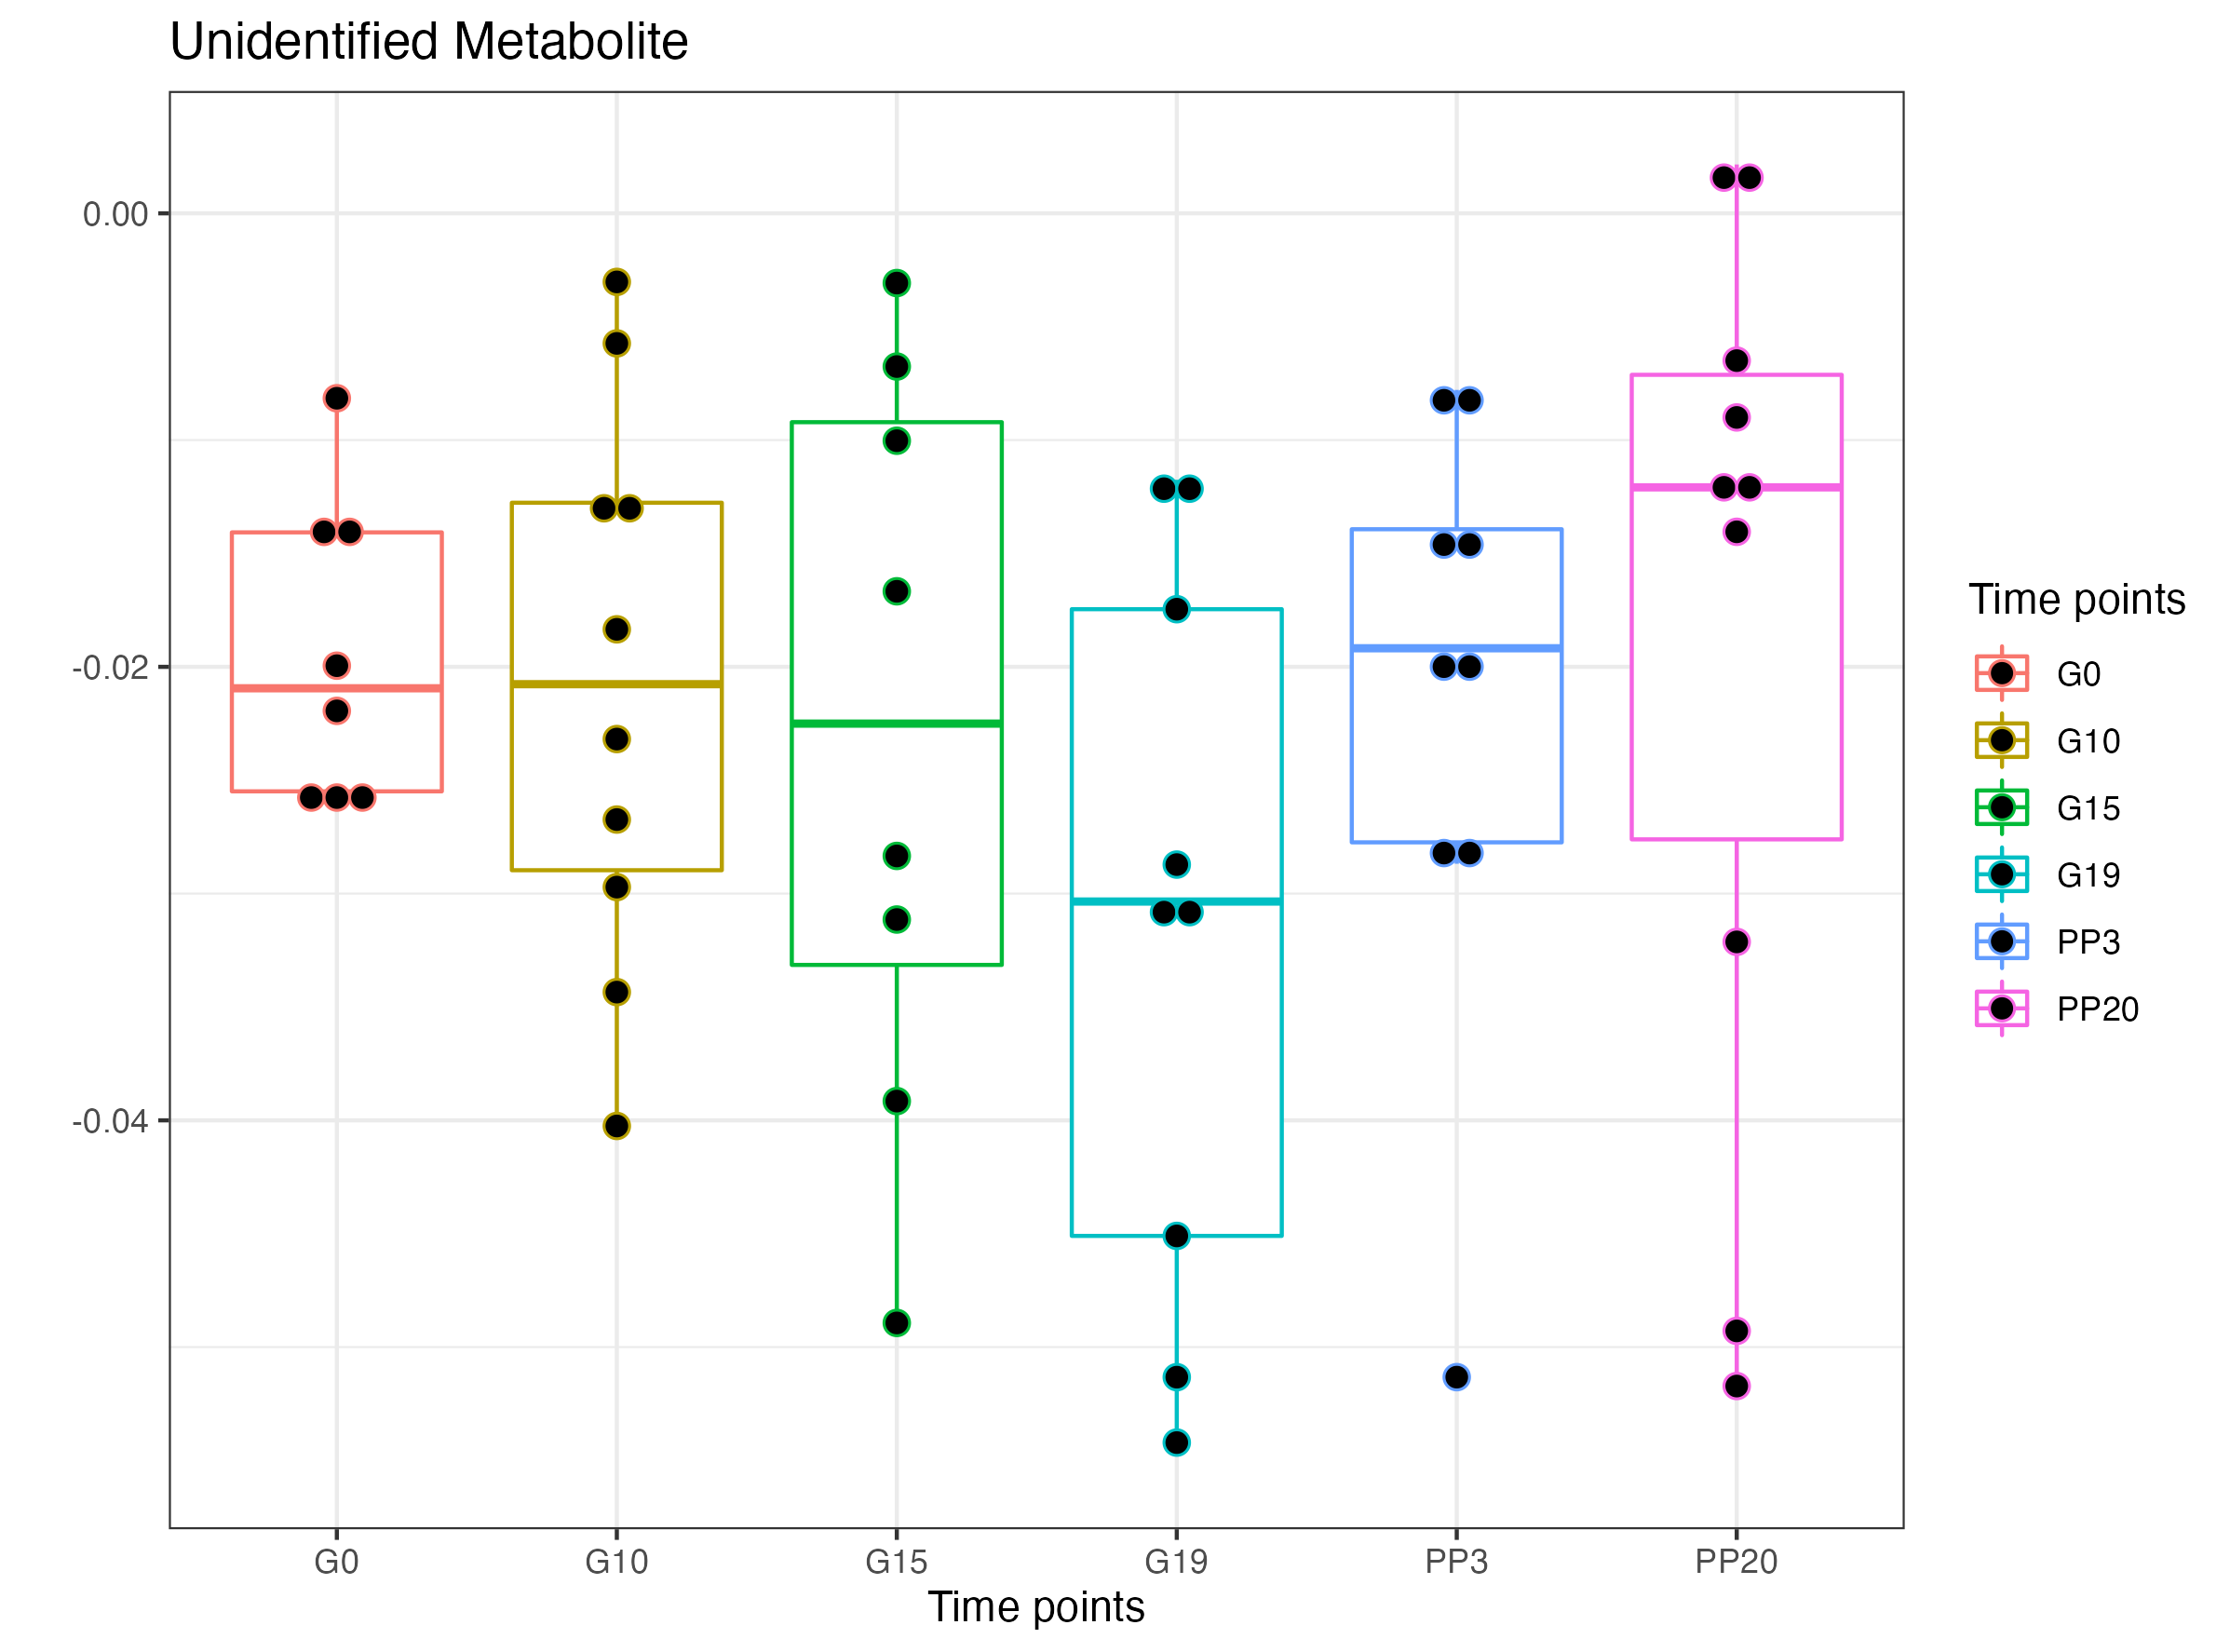 Unidentified Metabolite
0.00
-0.02
-0.04
G0 G10 G15 G19 PP3 PP20
Time points
Time points
G0
G10
G15
G19
PP3
PP20